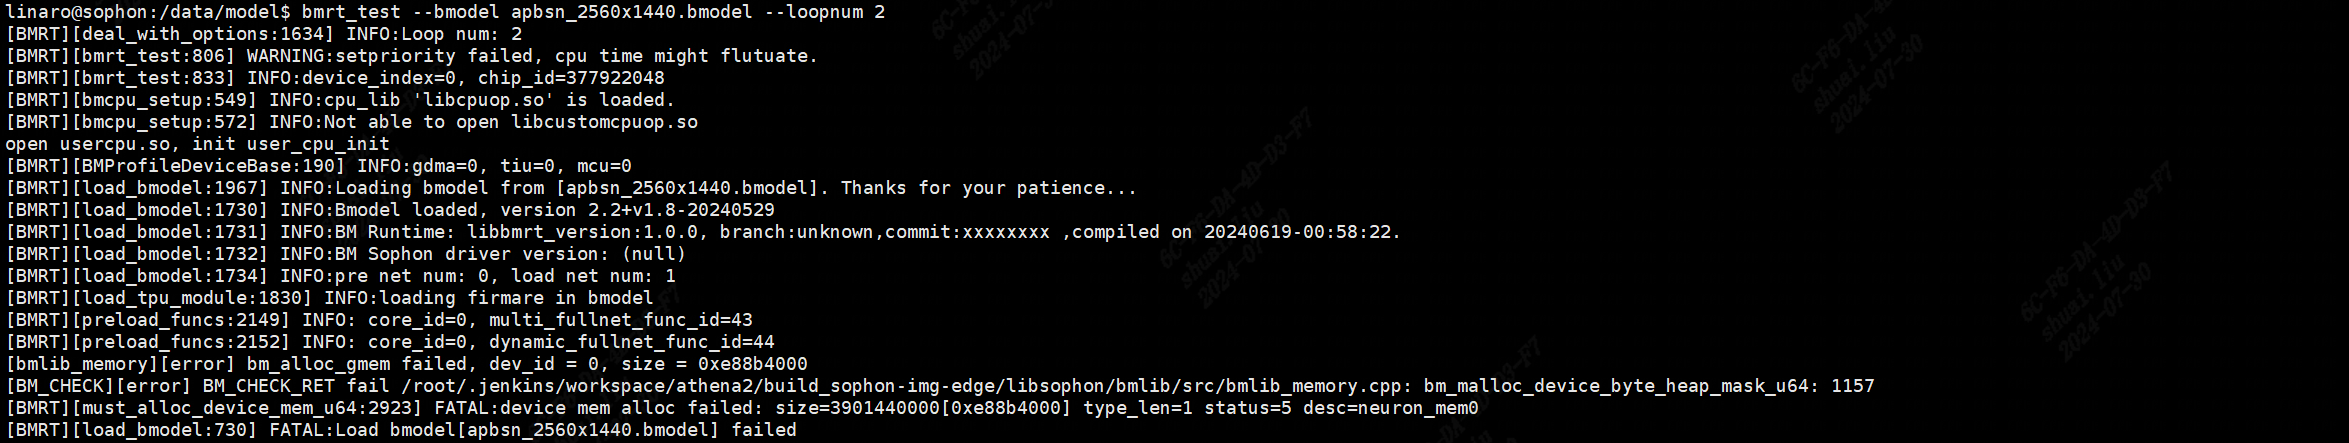 linaro@sophon:/data/model$ bmrt_test --bmodel apbsn_2560x1440.bmodel --loopnum 2
[BMRT][deal_with_options:1634] INFO:Loop num: 2
[BMRT][bmrt_test:806] WARNING:setpriority failed, cpu time might flutuate.
[BMRT][bmrt_test:833] INFO:device_index=0, chip_id=377922048
[BMRT][bmcpu_setup:549] INFO:cpu_lib 'libcpuop.so' is loaded.
[BMRT][bmcpu_setup:572] INFO:Not able to open libcustomcpuop.so
open usercpu.so, init user_cpu_init
[BMRT][BMProfileDeviceBase:190] INFO:gdma=0, tiu=0, mcu=0
[BMRT][load_bmodel:1967] INFO:Loading bmodel from [apbsn_2560x1440.bmodel]. Thanks for your patience...
[BMRT][load_bmodel:1730] INFO:Bmodel loaded, version 2.2+v1.8-20240529
[BMRT][load_bmodel:1731] INFO:BM Runtime: libbmrt_version:1.0.0, branch:unknown,commit:xxxxxxxx ,compiled on 20240619-00:58:22.
[BMRT][load_bmodel:1732] INFO:BM Sophon driver version: (null)
[BMRT][load_bmodel:1734] INFO:pre net num: 0, load net num: 1
[BMRT][load_tpu_module:1830] INFO:loading firmare in bmodel
[BMRT][preload_funcs:2149] INFO: core_id=0, multi_fullnet_func_id=43
[BMRT][preload_funcs:2152] INFO: core_id=0, dynamic_fullnet_func_id=44
[bmlib_memory][error] bm_alloc_gmem failed, dev_id = 0, size = 0xe88b4000
[BM_CHECK][error] BM_CHECK_RET fail /root/.jenkins/workspace/athena2/build_sophon-img-edge/libsophon/bmlib/src/bmlib_memory.cpp: bm_malloc_device_byte_heap_mask_u64: 1157
[BMRT][must_alloc_device_mem_u64:2923] FATAL:device mem alloc failed: size=3901440000[0xe88b4000] type_len=1 status=5 desc=neuron_mem0
[BMRT][load_bmodel:730] FATAL:Load bmodel[apbsn_2560x1440.bmodel] failed
6C-F6-DA-4D-D3-F7
shuai.liu
2024-07-30